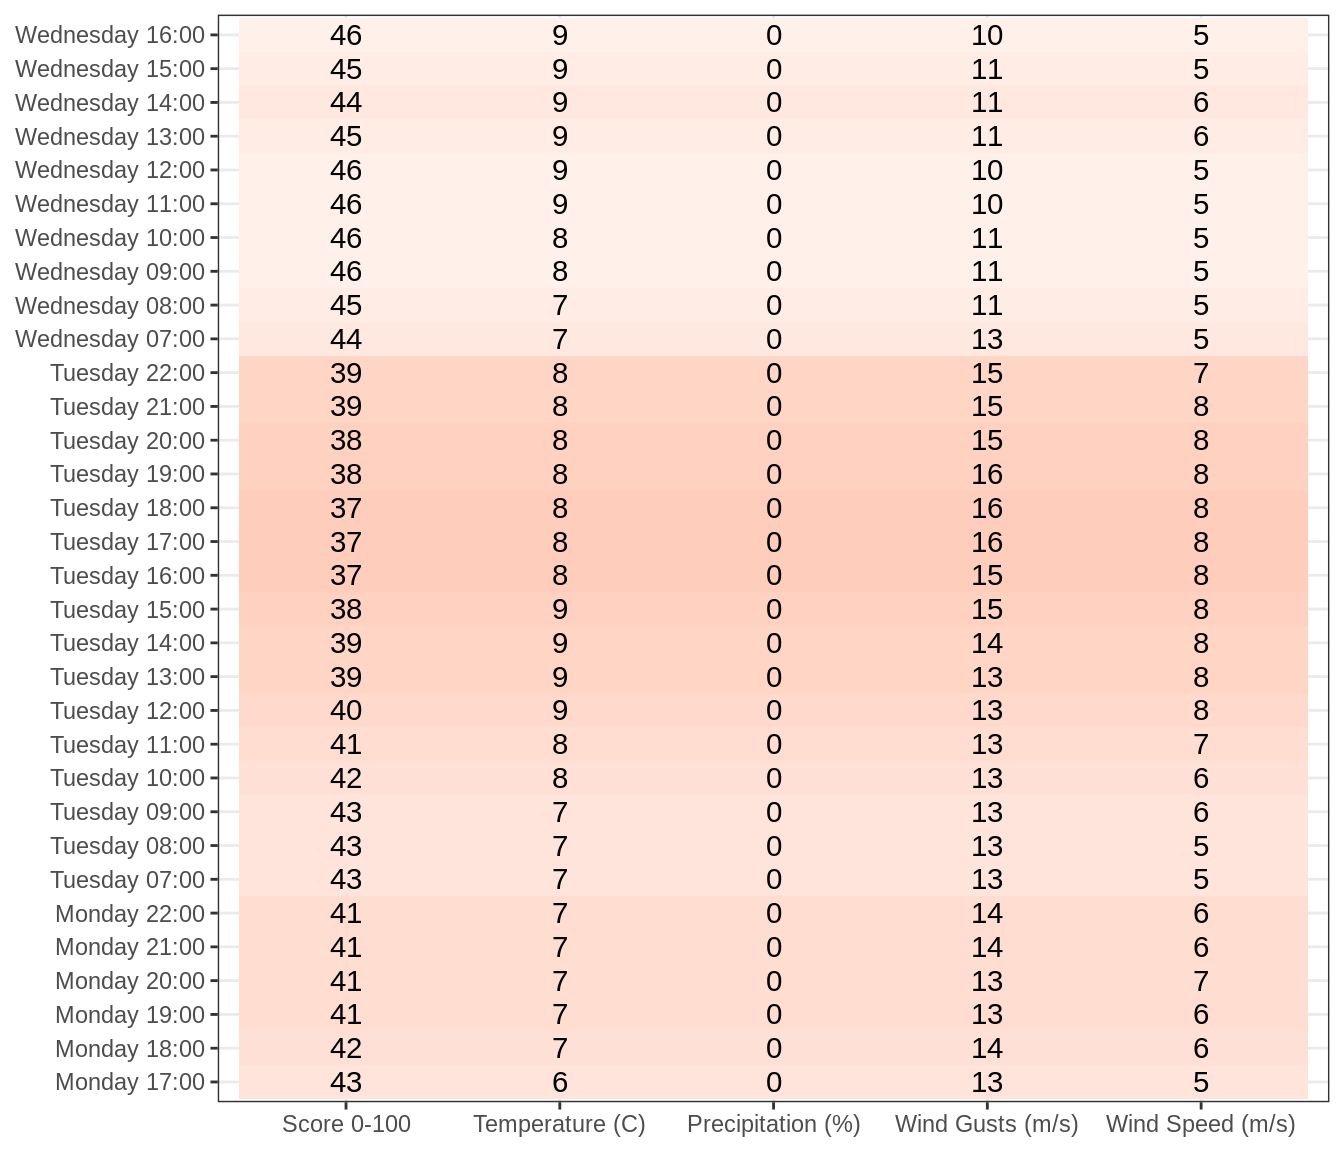 Wednesday 16:00 46 9 0 10 5
Wednesday 15:00 45 9 0 11 5
Wednesday 14:00 44 9 0 11 6
Wednesday 13:00 45 9 0 11 6
Wednesday 12:00 46 9 0 10 5
Wednesday 11:00 46 9 0 10 5
Wednesday 10:00 46 8 0 11 5
Wednesday 09:00 46 8 0 11 5
Wednesday 08:00 45 7 0 11 5
Wednesday 07:00 44 7 0 13 5
Tuesday 22:00 39 8 0 15 7
Tuesday 21:00 39 8 0 15 8
Tuesday 20:00 38 8 0 15 8
Tuesday 19:00 38 8 0 16 8
Tuesday 18:00 37 8 0 16 8
Tuesday 17:00 37 8 0 16 8
Tuesday 16:00 37 8 0 15 8
Tuesday 15:00 38 9 0 15 8
Tuesday 14:00 39 9 0 14 8
Tuesday 13:00 39 9 0 13 8
Tuesday 12:00 40 9 0 13 8
Tuesday 11:00 41 8 0 13 7
Tuesday 10:00 42 8 0 13 6
Tuesday 09:00 43 7 0 13 6
Tuesday 08:00 43 7 0 13 5
Tuesday 07:00 43 7 0 13 5
Monday 22:00 41 7 0 14 6
Monday 21:00 41 7 0 14 6
Monday 20:00 41 7 0 13 7
Monday 19:00 41 7 0 13 6
Monday 18:00 42 7 0 14 6
Monday 17:00 43 6 0 13 5
Score 0-100 Temperature (C) Precipitation (%) Wind Gusts (m/s) Wind Speed (m/s)